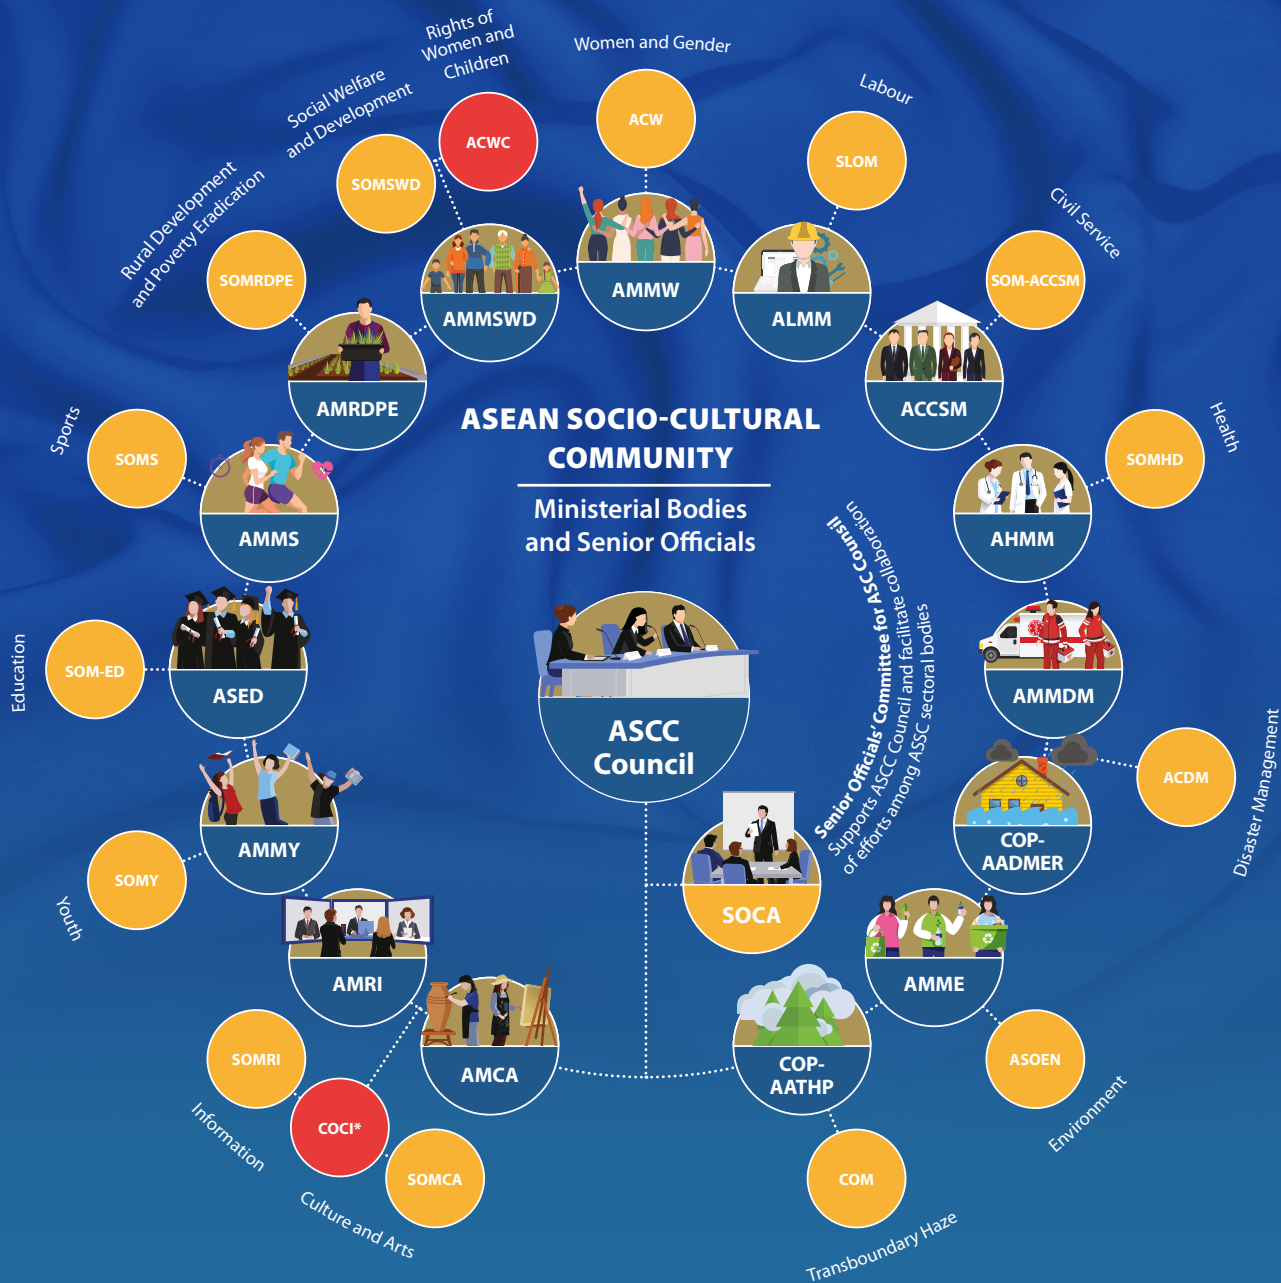 ASEAN SOCIO-CULTURAL
COMMUNITY
Ministerial Bodies
and Senior Officials
ASCC
Council
SOCA
Senior Officials' Committee for ASCC Counsil
Supports ASCC Council and facilitate collaboration
of efforts among ASSC sectoral bodies
Women and Gender
ACW
AMMW
Labour
SLOM
ALMM
Civil Service
SOM-ACCSM
ACCSM
Health
SOMHD
AHMM
AMMDM
Disaster Management
ACDM
COP-
AADMER
AMME
ASOEN
Environment
COP-
AATHP
COM
Transboundary Haze
AMCA
SOMCA
Culture and Arts
COCI*
AMRI
SOMRI
Information
AMMY
SOMY
Youth
ASED
SOM-ED
Education
AMMS
SOMS
Sports
AMRDPE
SOMRDPE
Rural Development
and Poverty Eradication
AMMSWD
SOMSWD
Social Welfare
and Development
ACWC
Rights of
Women and
Children